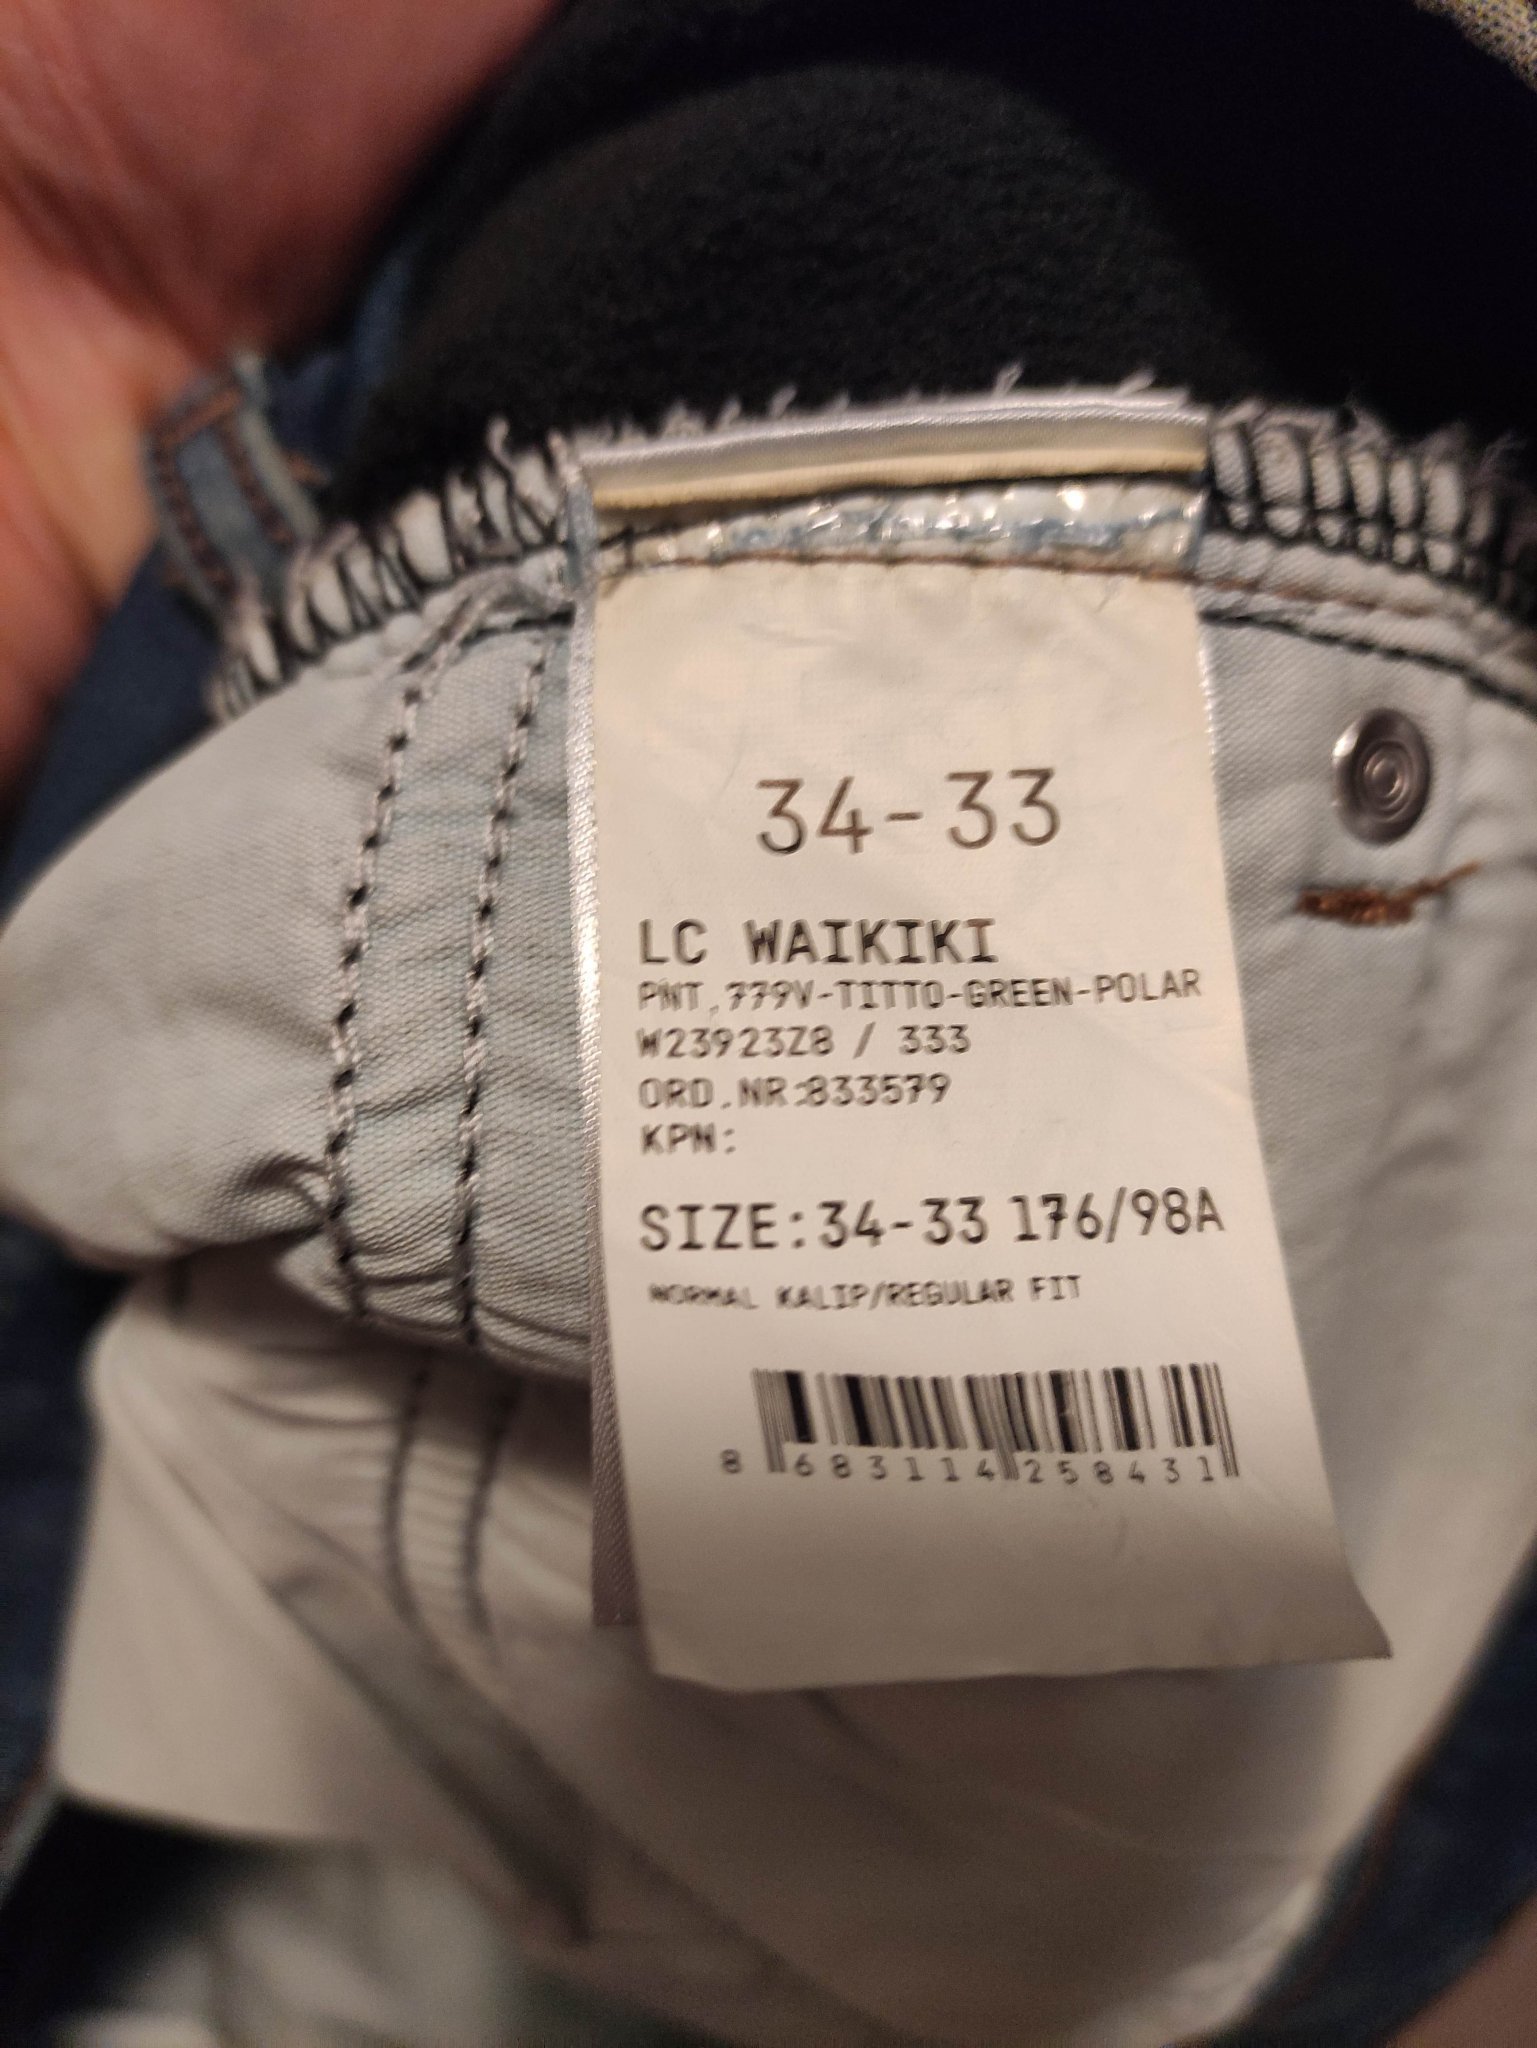 34-33
LC WAIKIKI
PNT,779V-TITTO-GREEN-POLAR
W23923Z8 / 333
ORD.NR:833579
KPN:
SIZE:34-33 176/98A
NORMAL KALIP/REGULAR FIT
8 683114 258431